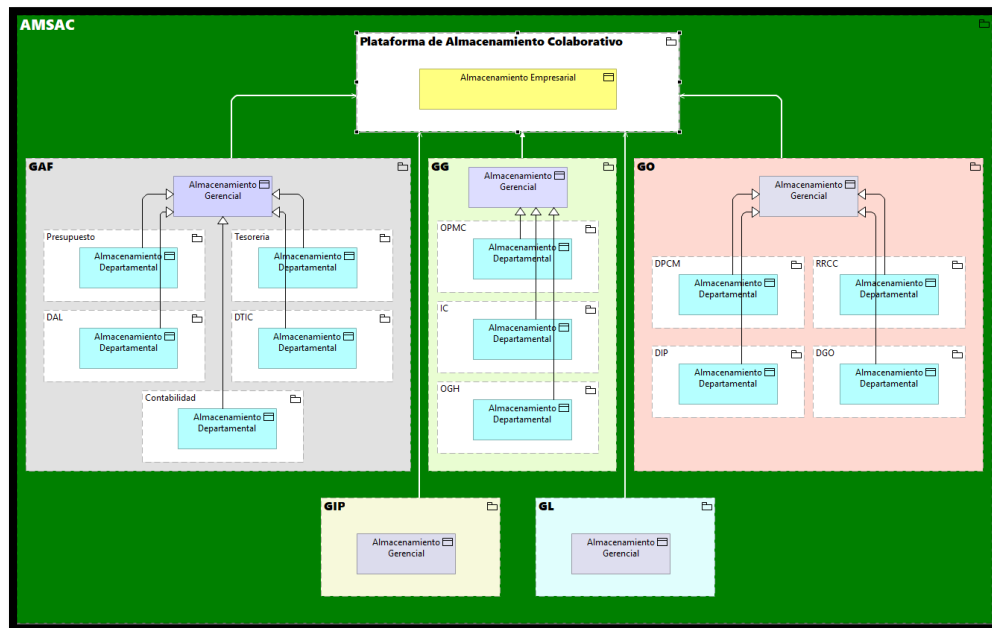 AMSAC
Plataforma de Almacenamiento Colaborativo
Almacenamiento Empresarial
GAF
Almacenamiento
Gerencial
Presupuesto
Almacenamiento
Departamental
Tesoreria
Almacenamiento
Departamental
DAL
Almacenamiento
Departamental
DTIC
Almacenamiento
Departamental
Contabilidad
Almacenamiento
Departamental
GG
Almacenamiento
Gerencial
OPMC
Almacenamiento
Departamental
IC
Almacenamiento
Departamental
OGH
Almacenamiento
Departamental
GO
Almacenamiento
Gerencial
DPCM
Almacenamiento
Departamental
RRCC
Almacenamiento
Departamental
DIP
Almacenamiento
Departamental
DGO
Almacenamiento
Departamental
GIP
Almacenamiento
Gerencial
GL
Almacenamiento
Gerencial